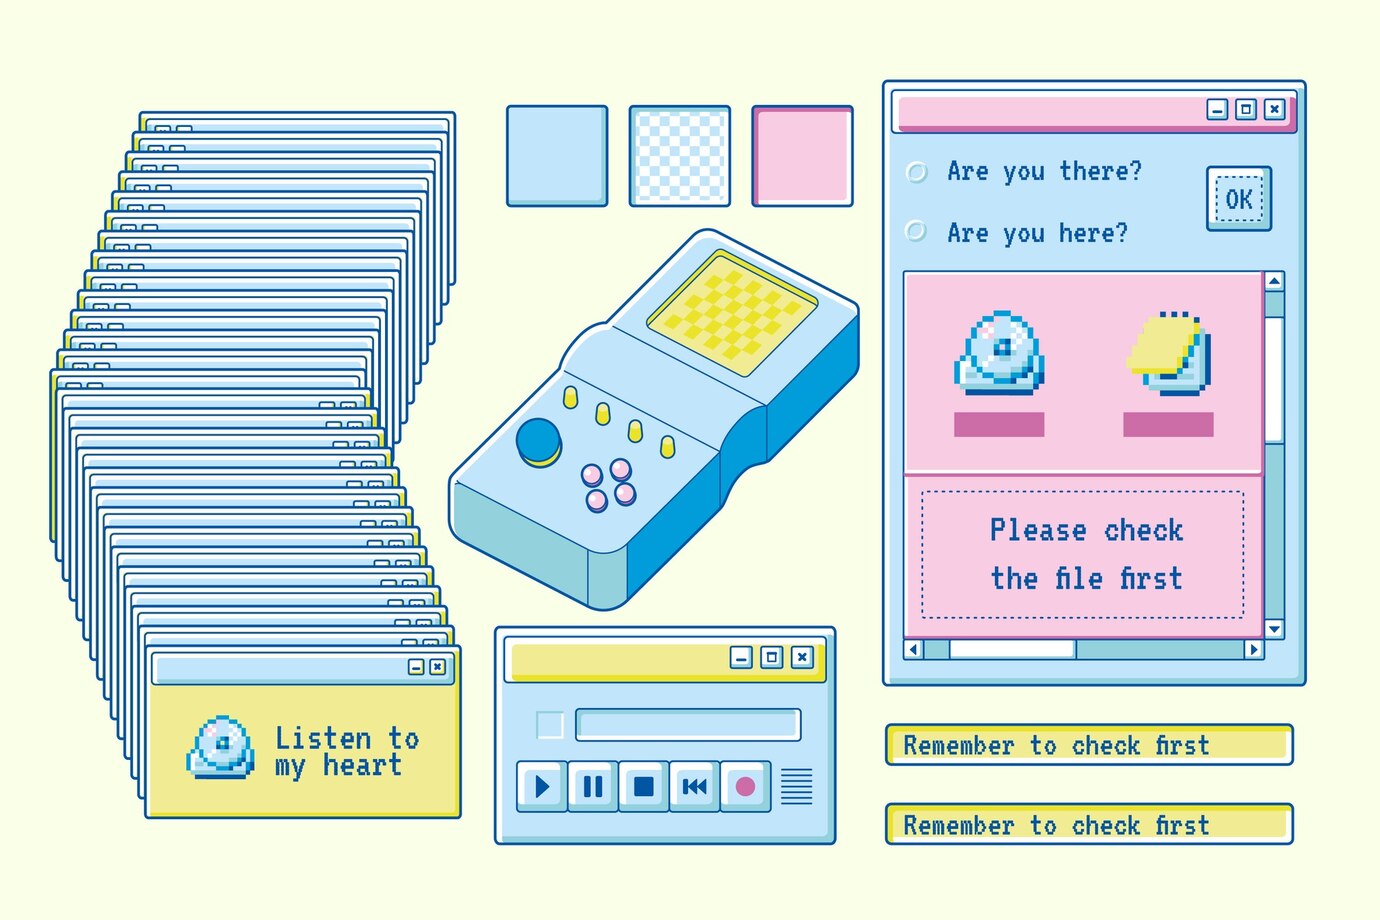 Are you there?
OK
Are you here?
Please check
the file first
Listen to
my heart
Remember to check first
Remember to check first